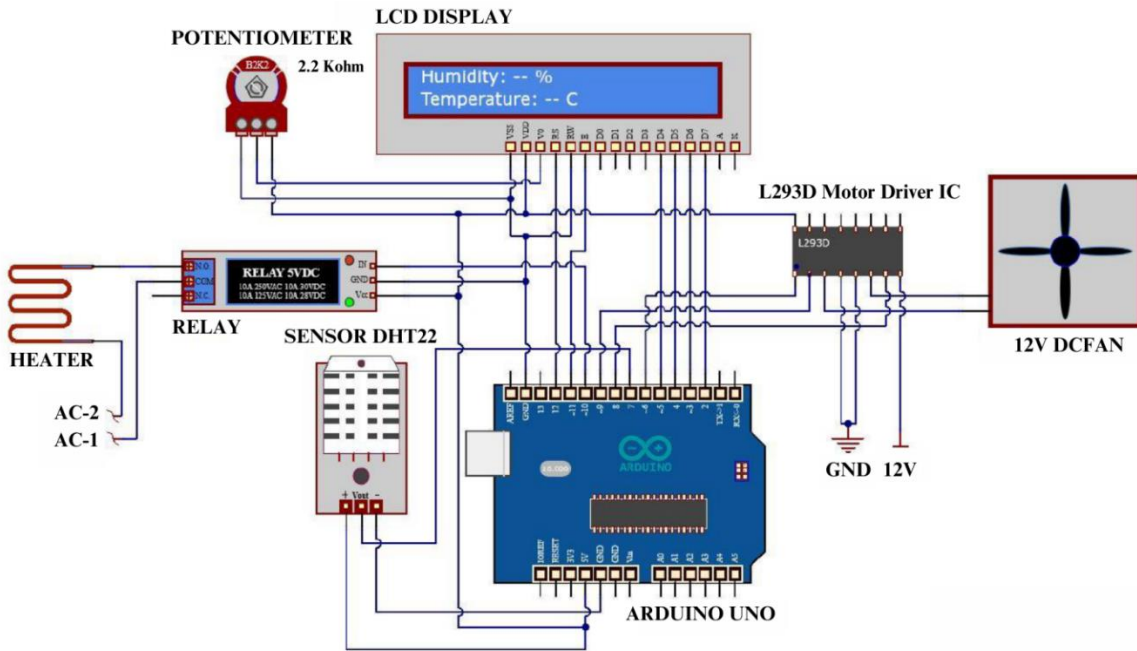 LCD DISPLAY
POTENTIOMETER
B2K2
2.2 Kohm
Humidity: -- %
Temperature: -- C
VSS VDD V0 RS RW E D0 D1 D2 D3 D4 D5 D6 D7 A K
L293D Motor Driver IC
L293D
12V DCFAN
N.O.
COM
N.C.
RELAY 5VDC
10A 250VAC 10A 30VDC
10A 125VAC 10A 28VDC
IN
GND
Vcc
RELAY
HEATER
AC-2
AC-1
SENSOR DHT22
+ Vout -
AREF GND 13 12 ~11 ~10 ~9 8 7 ~6 ~5 4 ~3 2 TX->1 RX<-0
ARDUINO
16.000
IOREF RESET 3V3 5V GND GND Vin A0 A1 A2 A3 A4 A5
ARDUINO UNO
GND 12V